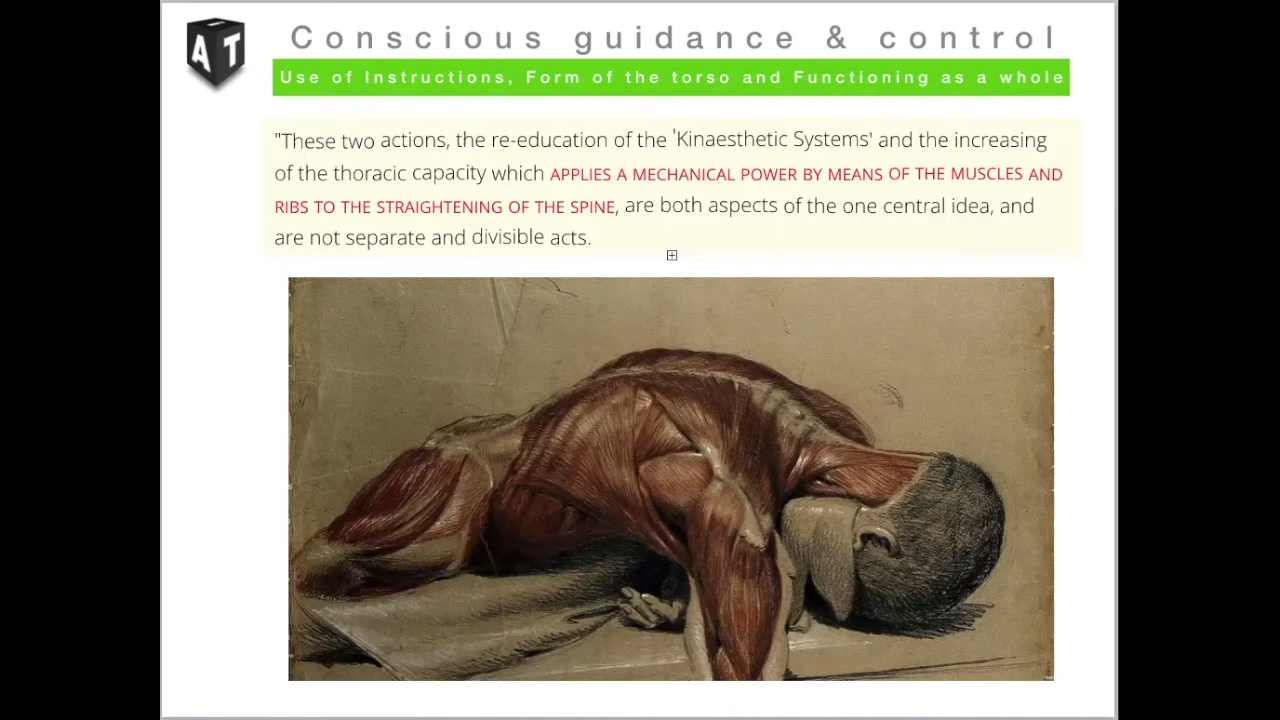 AT
Conscious guidance & control
Use of Instructions, Form of the torso and Functioning as a whole
"These two actions, the re-education of the 'Kinaesthetic Systems' and the increasing
of the thoracic capacity which APPLIES A MECHANICAL POWER BY MEANS OF THE MUSCLES AND
RIBS TO THE STRAIGHTENING OF THE SPINE, are both aspects of the one central idea, and
are not separate and divisible acts.